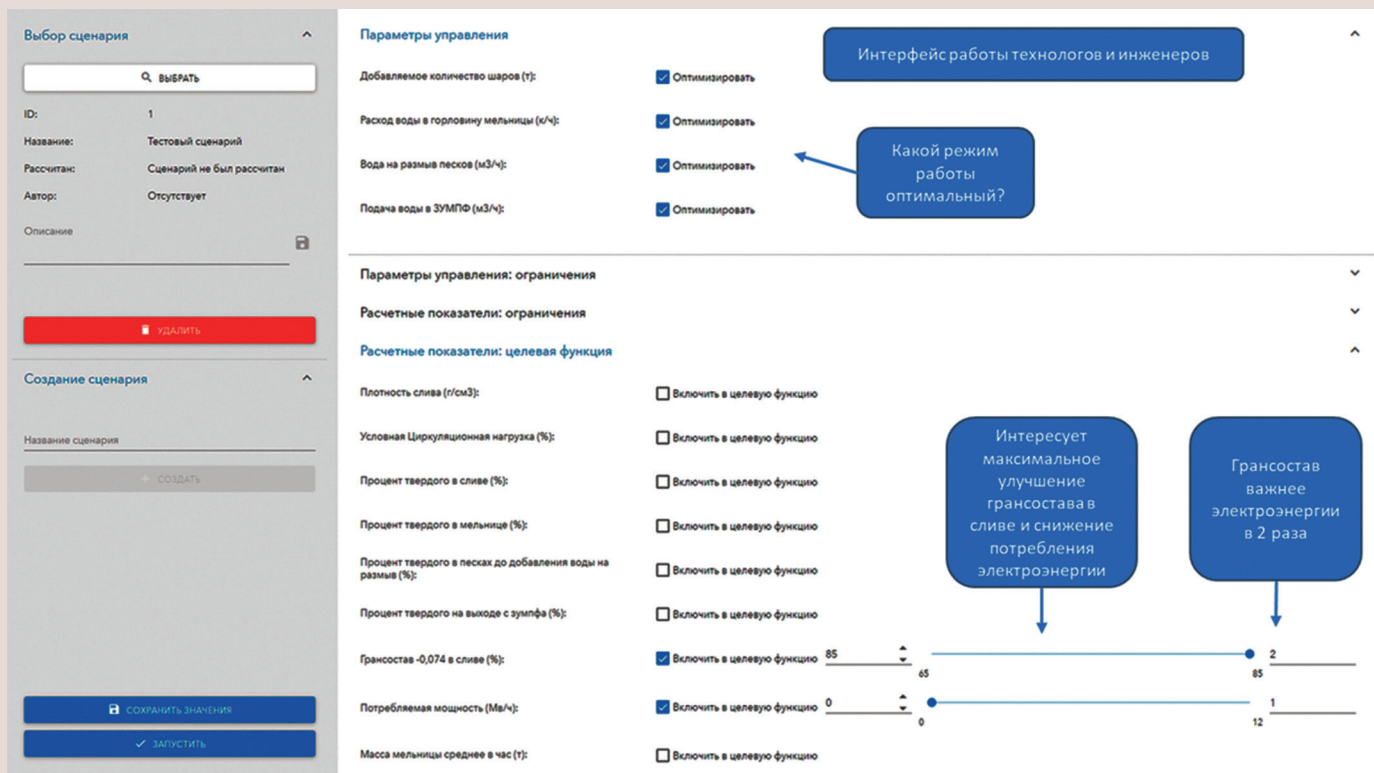 Выбор сценария
ВЫБРАТЬ
ID: 1
Название: Тестовый сценарий
Рассчитан: Сценарий не был рассчитан
Автор: Отсутствует
Описание
УДАЛИТЬ
Создание сценария
Название сценария
+ СОЗДАТЬ
СОХРАНИТЬ ЗНАЧЕНИЯ
ЗАПУСТИТЬ
Параметры управления
Интерфейс работы технологов и инженеров
Добавляемое количество шаров (т): Оптимизировать
Расход воды в горловину мельницы (к/ч): Оптимизировать
Вода на размыв песков (м3/ч): Оптимизировать
Подача воды в ЗУМПФ (м3/ч): Оптимизировать
Какой режим
работы
оптимальный?
Параметры управления: ограничения
Расчетные показатели: ограничения
Расчетные показатели: целевая функция
Плотность слива (г/см3): Включить в целевую функцию
Условная Циркуляционная нагрузка (%): Включить в целевую функцию
Процент твердого в сливе (%): Включить в целевую функцию
Процент твердого в мельнице (%): Включить в целевую функцию
Процент твердого в песках до добавления воды на
размыв (%): Включить в целевую функцию
Процент твердого на выходе с зумпфа (%): Включить в целевую функцию
Интересует
максимальное
улучшение
грансостава в
сливе и снижение
потребления
электроэнергии
Грансостав
важнее
электроэнергии
в 2 раза
Грансостав -0,074 в сливе (%): Включить в целевую функцию 85 2
65 85
Потребляемая мощность (Мв/ч): Включить в целевую функцию 0 1
0 12
Масса мельницы среднее в час (т): Включить в целевую функцию